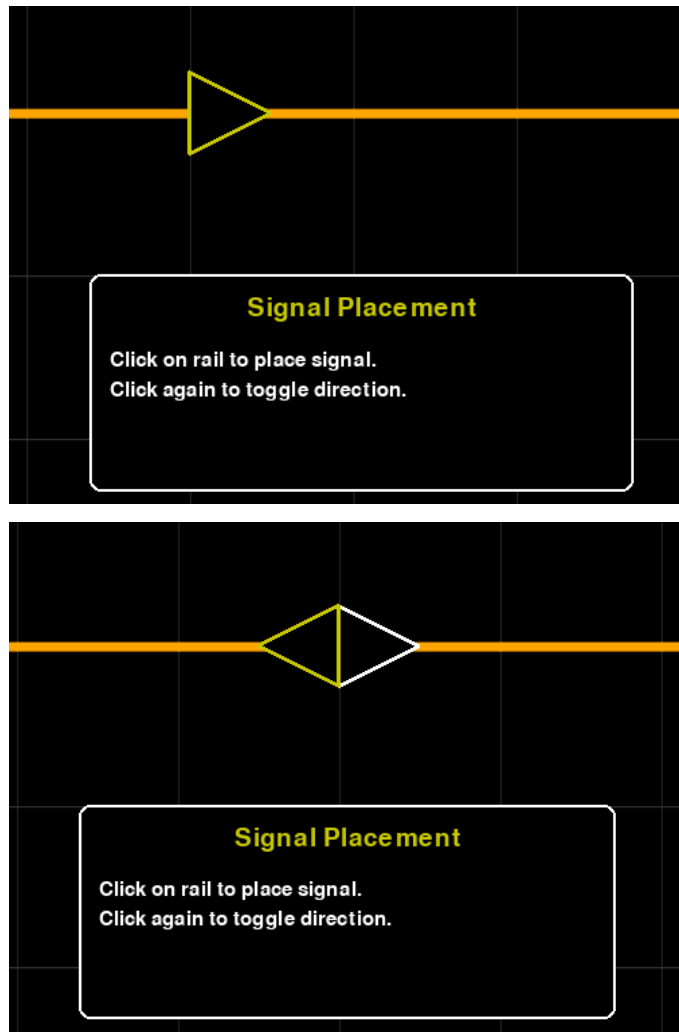 Signal Placement
Click on rail to place signal.
Click again to toggle direction.
Signal Placement
Click on rail to place signal.
Click again to toggle direction.